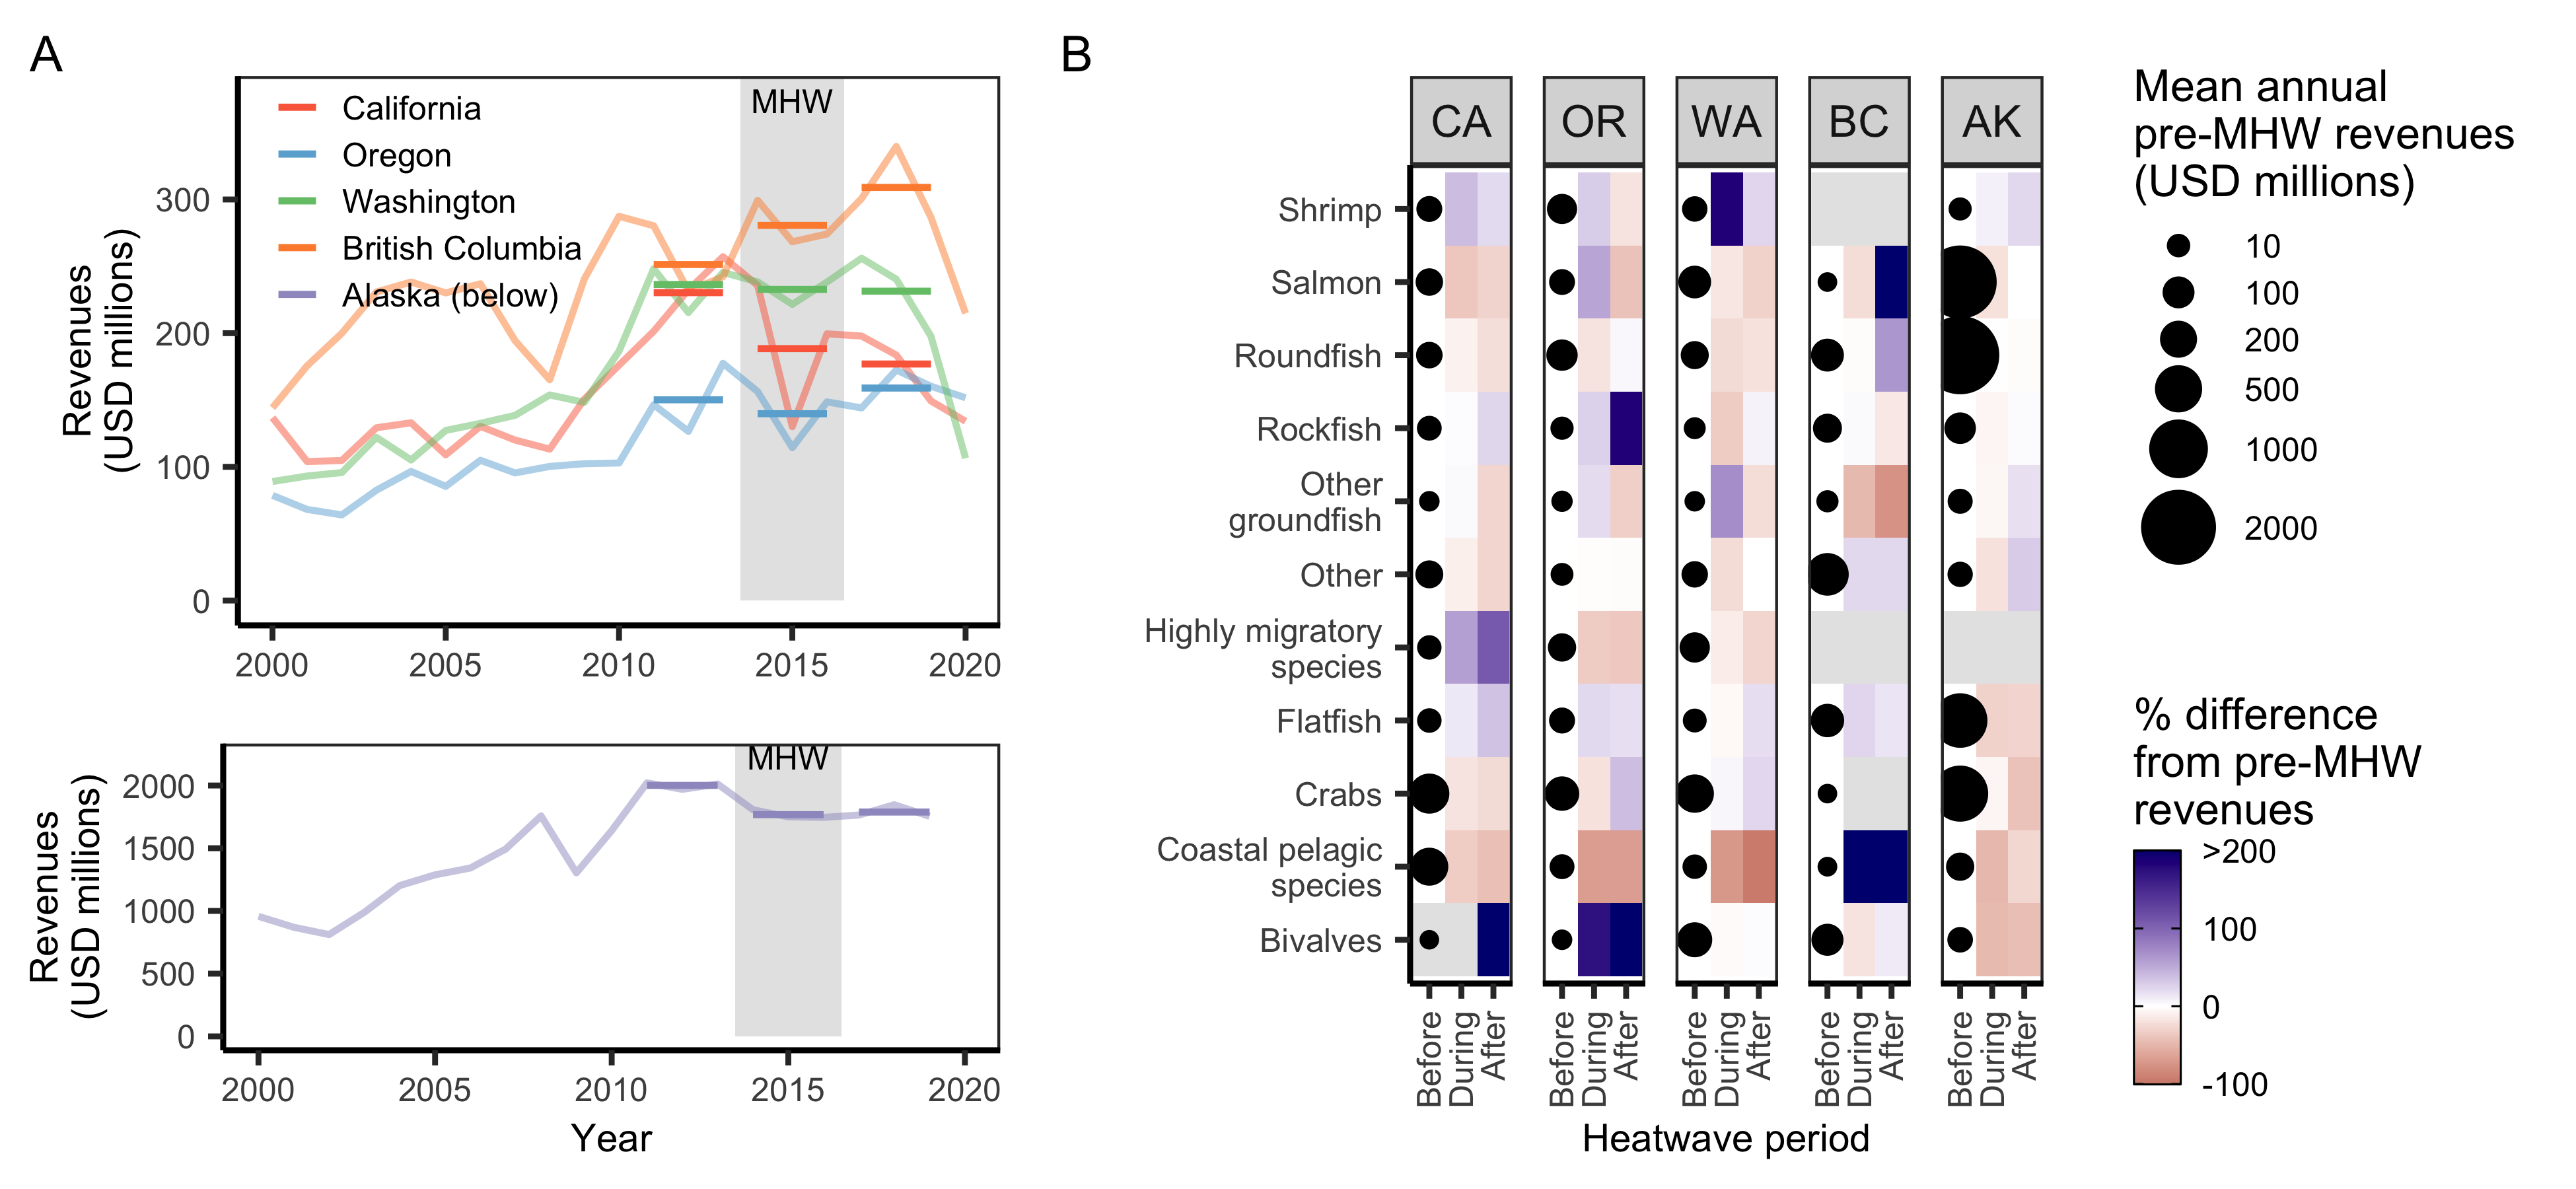 A
MHW
California
Oregon
Washington
British Columbia
Alaska (below)
Revenues
(USD millions)
300
200
100
0
2000
2005
2010
2015
2020
MHW
Revenues
(USD millions)
2000
1500
1000
500
0
2000
2005
2010
2015
2020
Year
B
CA
OR
WA
BC
AK
Shrimp
Salmon
Roundfish
Rockfish
Other
groundfish
Other
Highly migratory
species
Flatfish
Crabs
Coastal pelagic
species
Bivalves
Before
During
After
Before
During
After
Before
During
After
Before
During
After
Before
During
After
Heatwave period
Mean annual
pre-MHW revenues
(USD millions)
10
100
200
500
1000
2000
% difference
from pre-MHW
revenues
>200
100
0
-100